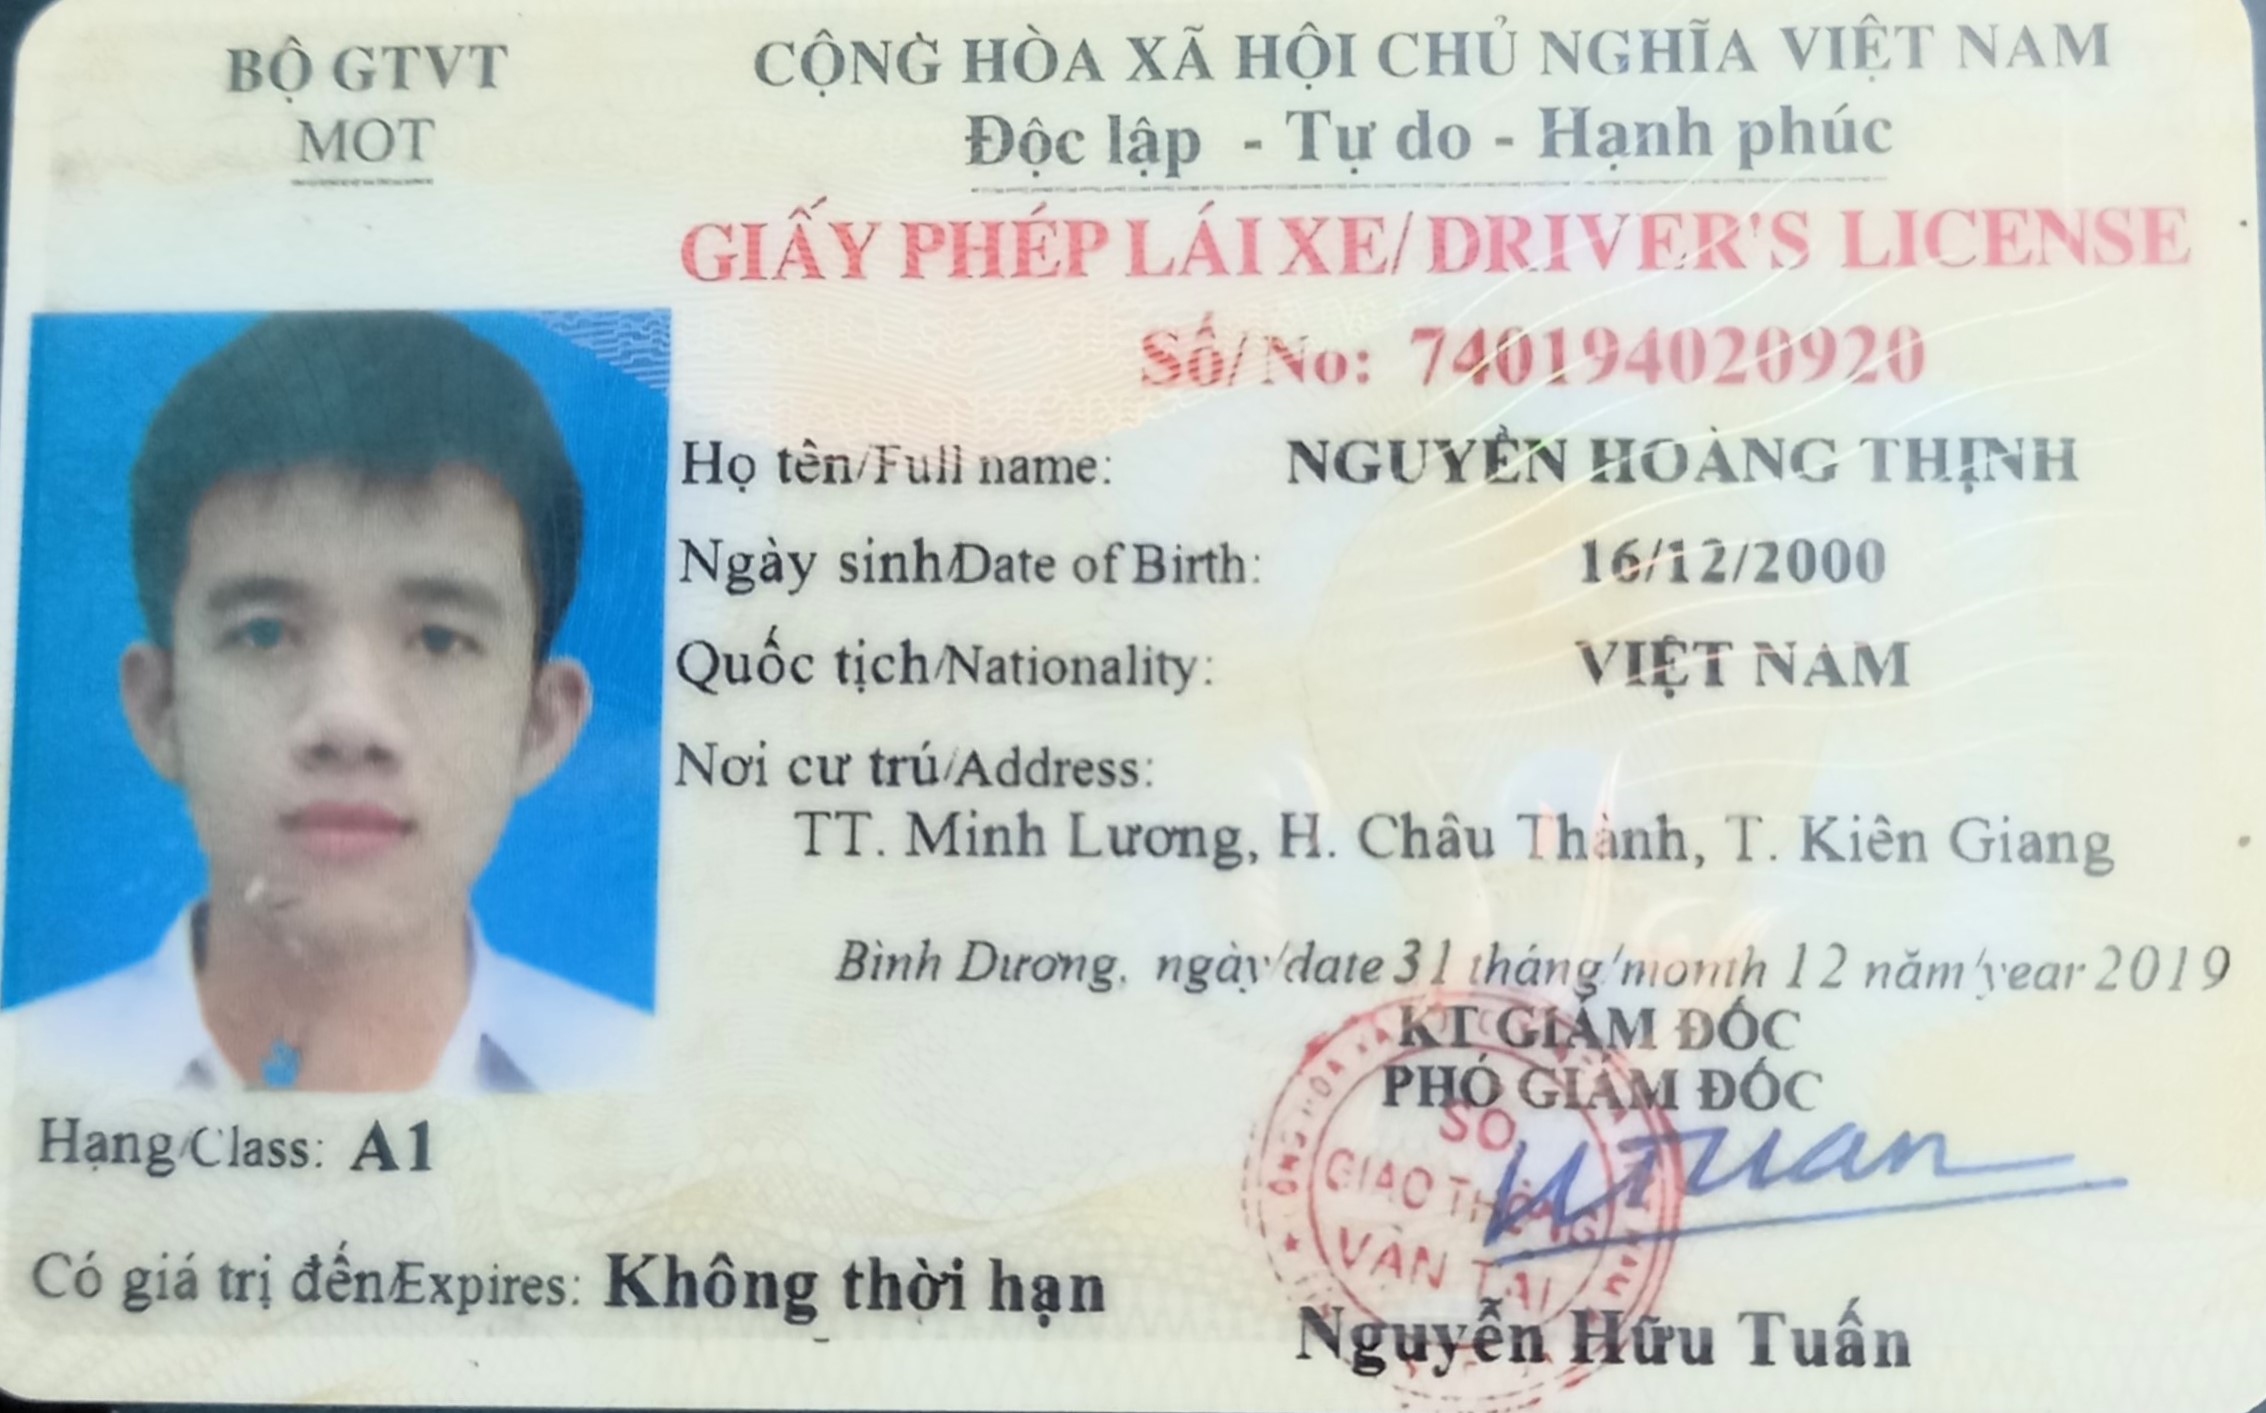 BỘ GTVT
MOT
CỘNG HÒA XÃ HỘI CHỦ NGHĨA VIỆT NAM
Độc lập - Tự do - Hạnh phúc
GIẤY PHÉP LÁI XE/ DRIVER'S LICENSE
Số/ No: 740194020920
Họ tên/Full name: NGUYỄN HOÀNG THỊNH
Ngày sinh/Date of Birth: 16/12/2000
Quốc tịch/Nationality: VIỆT NAM
Nơi cư trú/Address:
TT. Minh Lương, H. Châu Thành, T. Kiên Giang
Bình Dương, ngày/date 31 tháng/month 12 năm/year 2019
KT GIÁM ĐỐC
PHÓ GIÁM ĐỐC
SỞ
GIAO THÔNG
VẬN TẢI
Nguyễn Hữu Tuấn
Hạng/Class: A1
Có giá trị đến/Expires: Không thời hạn